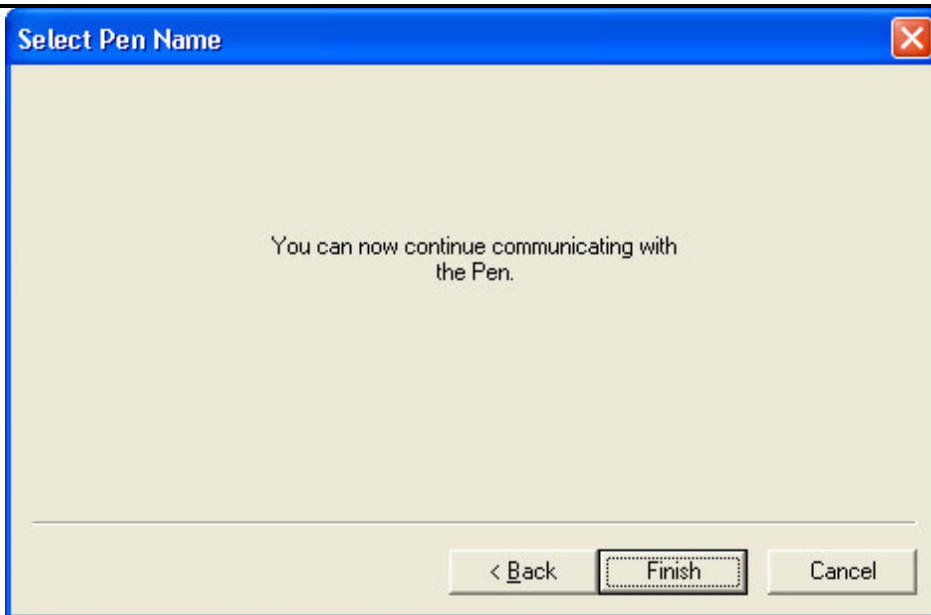 Select Pen Name
You can now continue communicating with
the Pen.
< Back Finish Cancel